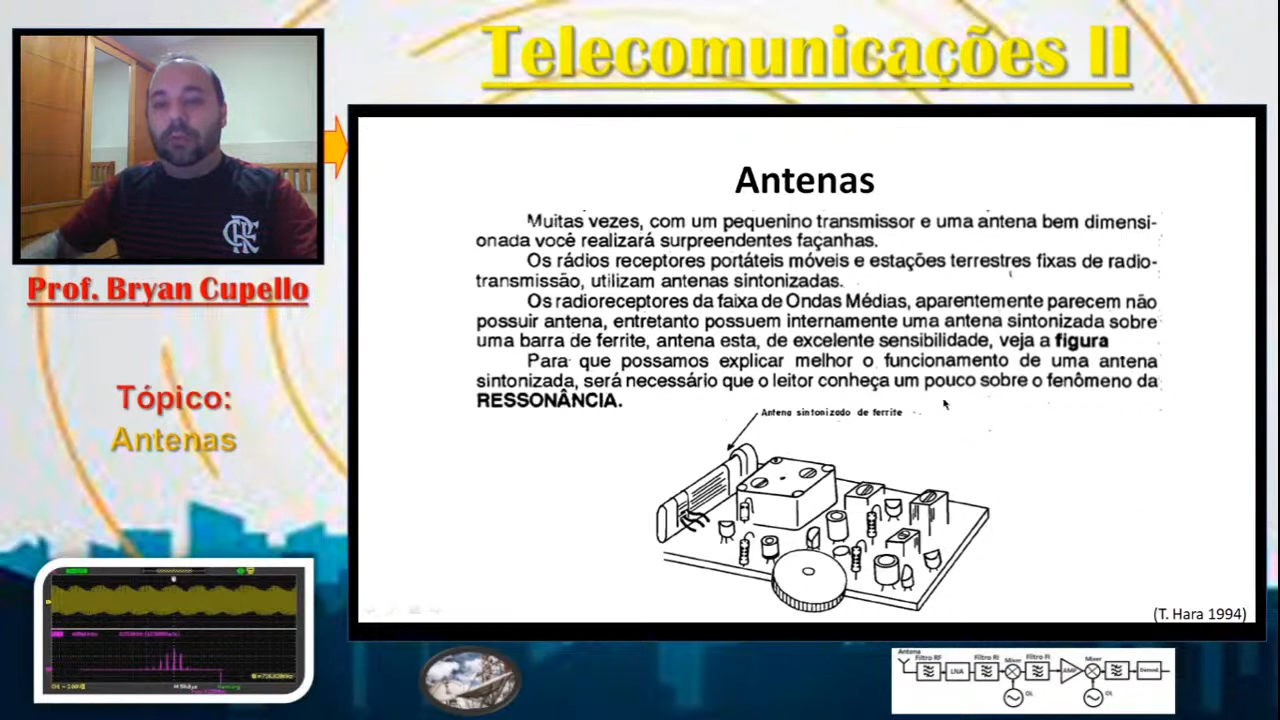 Telecomunicações II
Prof. Bryan Cupello
Tópico:
Antenas
Antenas
Muitas vezes, com um pequenino transmissor e uma antena bem dimensi-
onada você realizará surpreendentes façanhas.
Os rádios receptores portáteis móveis e estações terrestres fixas de radio-
transmissão, utilizam antenas sintonizadas.
Os radioreceptores da faixa de Ondas Médias, aparentemente parecem não
possuir antena, entretanto possuem internamente uma antena sintonizada sobre
uma barra de ferrite, antena esta, de excelente sensibilidade, veja a figura
Para que possamos explicar melhor o funcionamento de uma antena
sintonizada, será necessário que o leitor conheça um pouco sobre o fenômeno da
RESSONÂNCIA.
Antena sintonizado de ferrite
(T. Hara 1994)
Antena
Filtro RF
LNA
Filtro RI
Mixer
Filtro FI
AMP
Mixer
Demod.
OL
OL